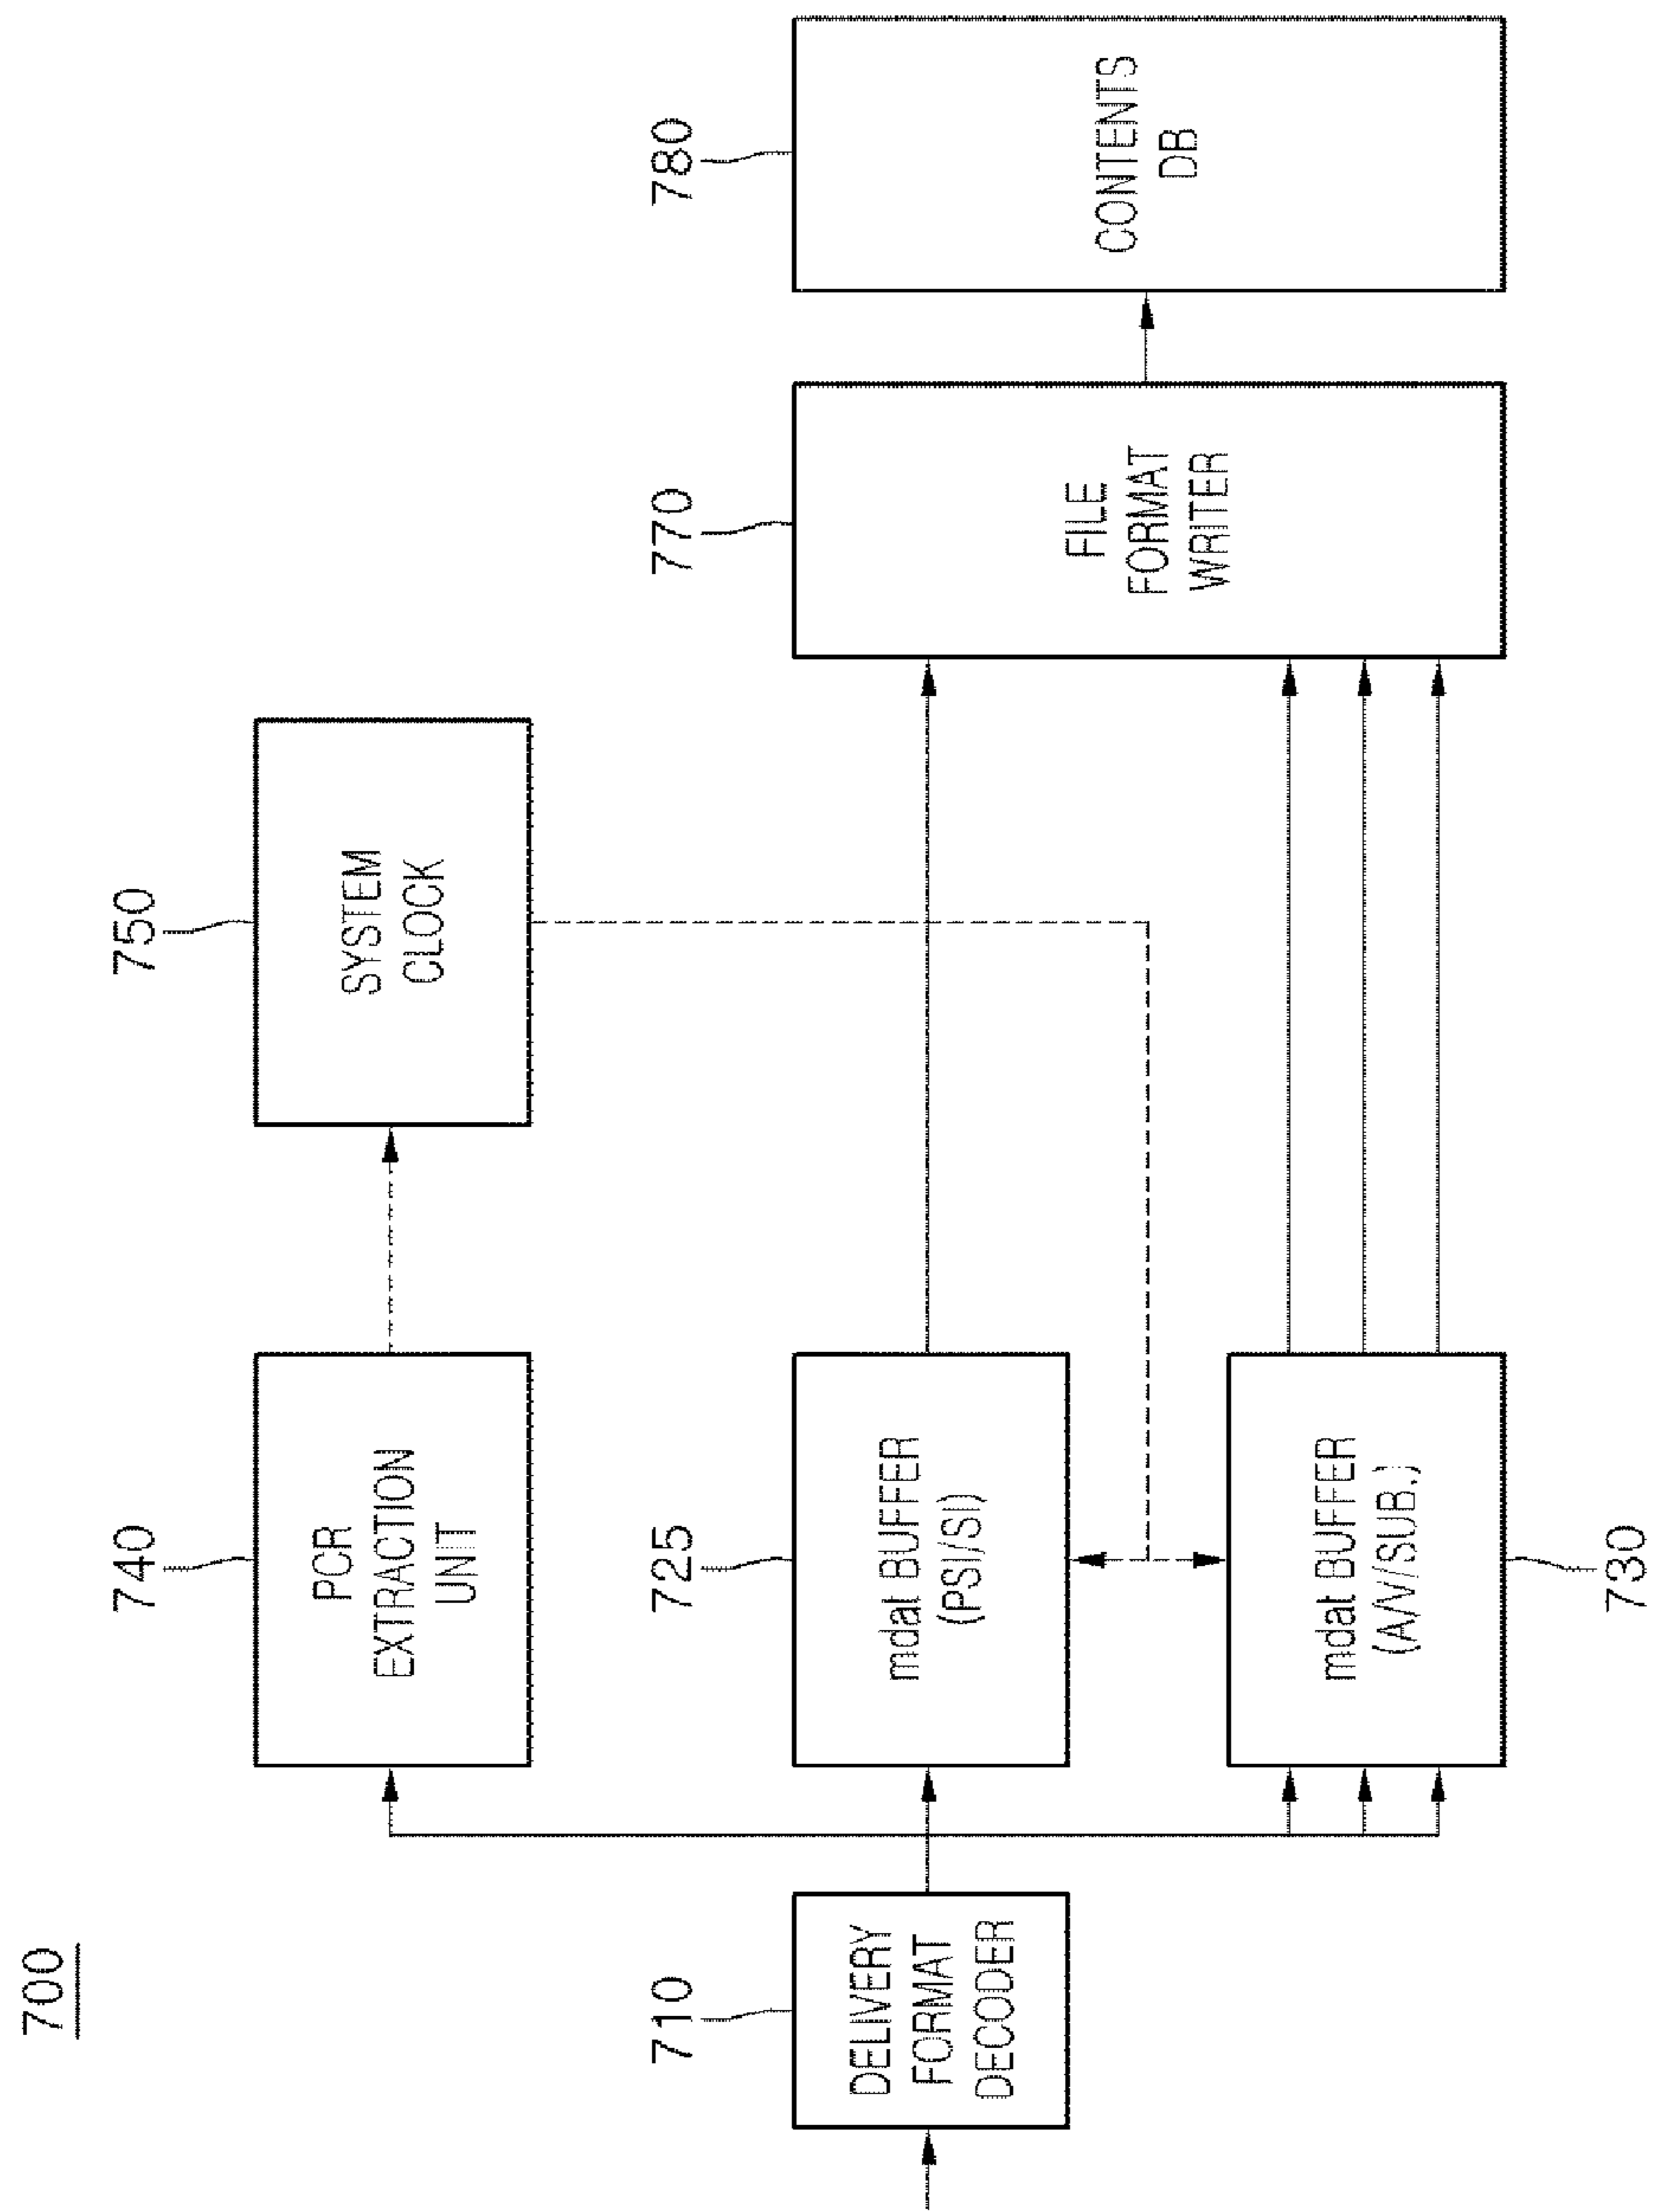 700
740
PCR
EXTRACTION
UNIT
750
SYSTEM
CLOCK
710
DELIVERY
FORMAT
DECODER
725
mdat BUFFER
(PSI/SI)
770
FILE
FORMAT
WRITER
780
CONTENTS
DB
mdat BUFFER
(A/V/SUB.)
730